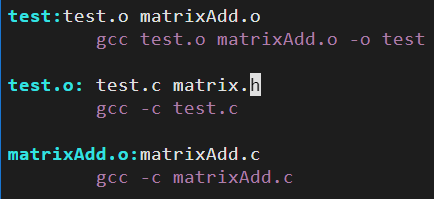 test:test.o matrixAdd.o
gcc test.o matrixAdd.o -o test
test.o: test.c matrix.h
gcc -c test.c
matrixAdd.o:matrixAdd.c
gcc -c matrixAdd.c